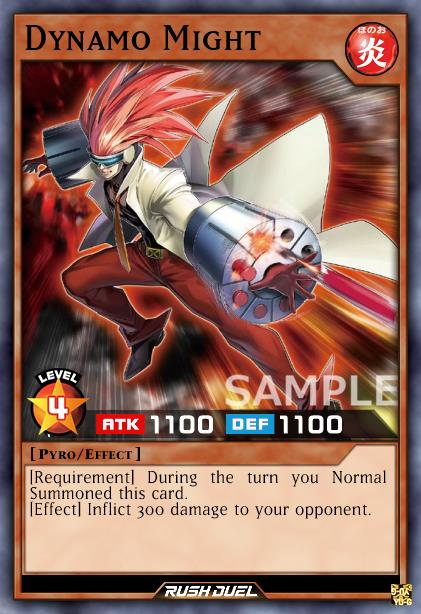 Dynamo Might
ほのお
炎
SAMPLE
LEVEL
4
ATK 1100 DEF 1100
[Pyro/Effect]
[Requirement] During the turn you Normal
Summoned this card.
[Effect] Inflict 300 damage to your opponent.
RUSH DUEL